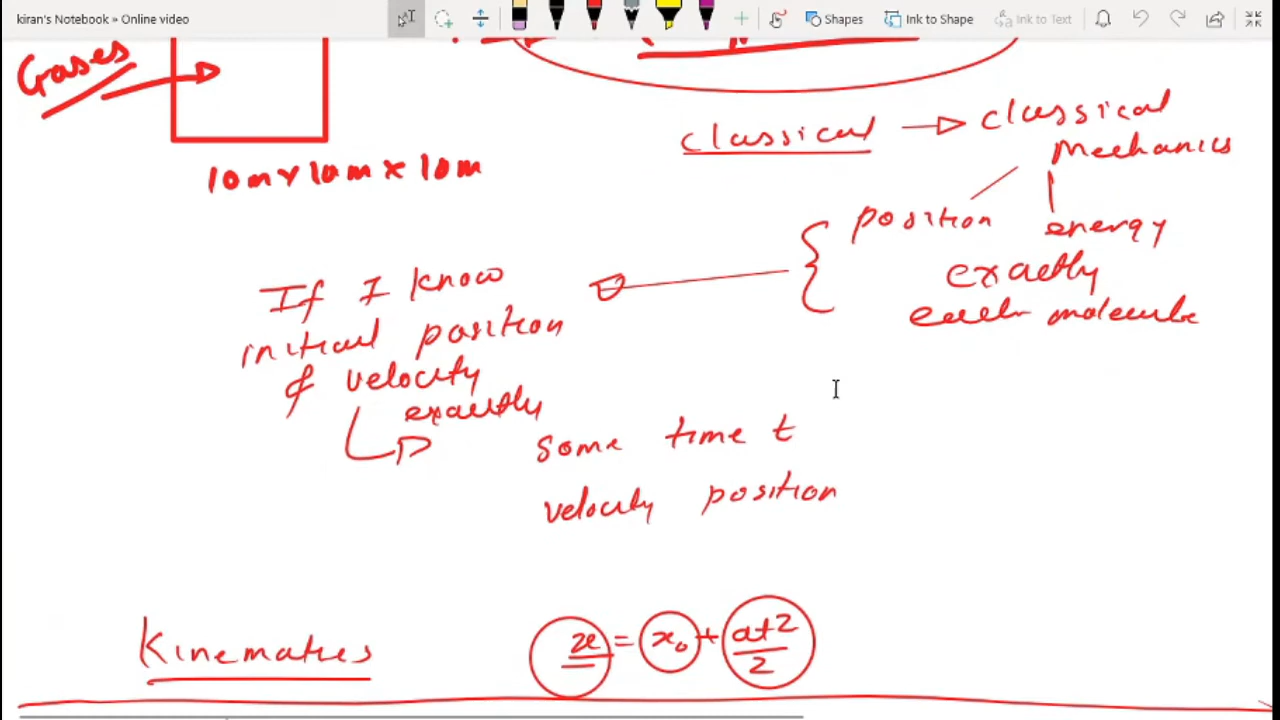 kiran's Notebook » Online video
Shapes
Ink to Shape
Ink to Text
Gases
10m x 10m x 10m
classical → classical
Mechanics
position energy
exactly
each molecule
If I know
initial position
& velocity
exactly
some time t
velocity position
Kinematics
x = x₀ + at2/2